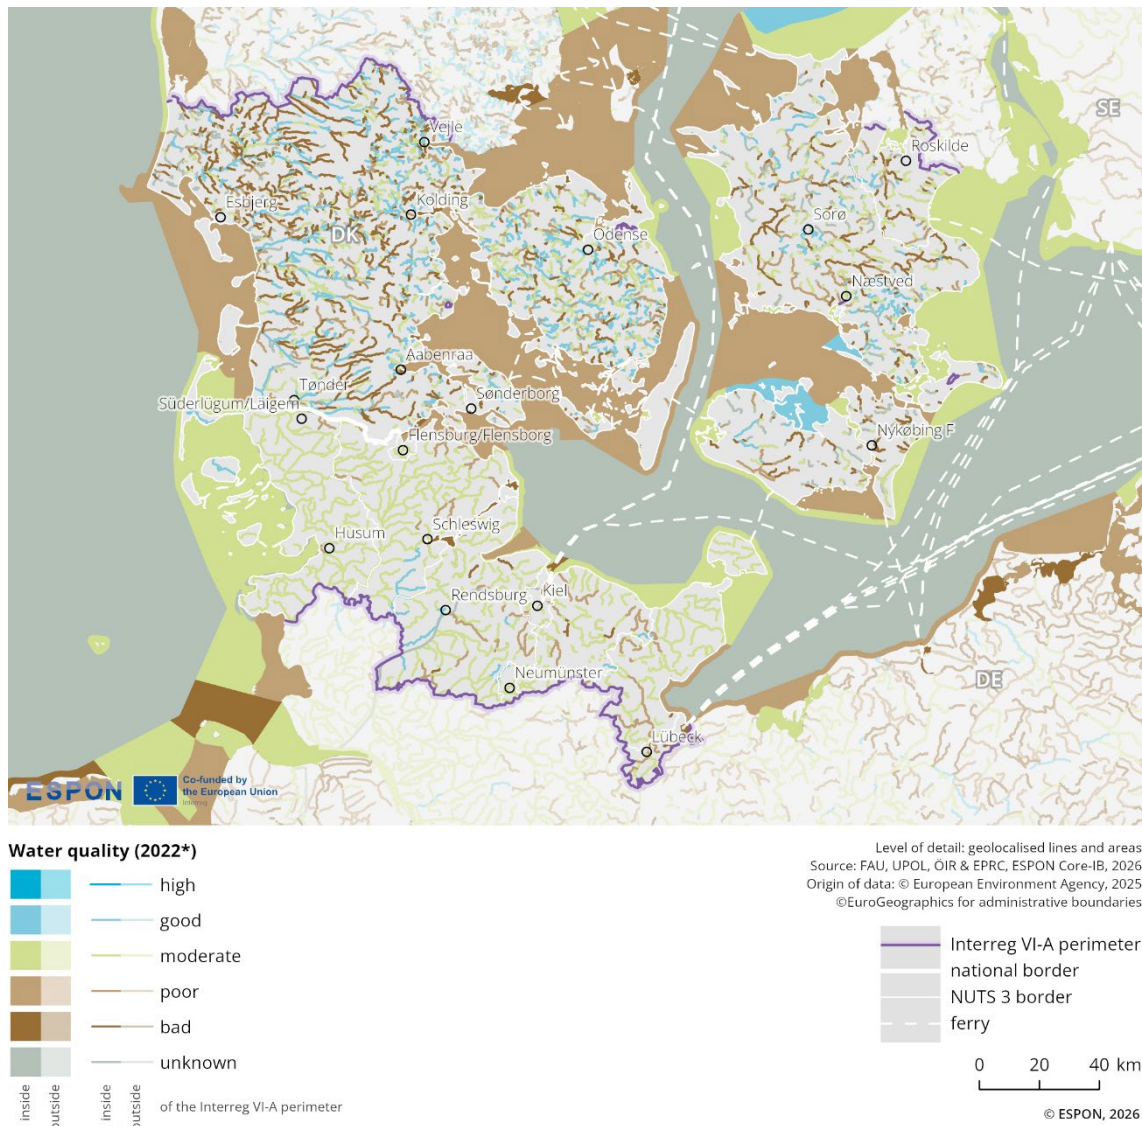 SE
Vejle
Roskilde
Esbjerg
Kolding
Sorø
DK
Odense
Næstved
Aabenraa
Tønder
Sønderborg
Süderlügum/Laigem
Flensburg/Flensborg
Nykøbing F
Schleswig
Husum
Rendsburg
Kiel
Neumünster
DE
Lübeck
ESPON
Co-funded by
the European Union
Interreg
Water quality (2022*)
high
good
moderate
poor
bad
unknown
inside
outside
inside
outside
of the Interreg VI-A perimeter
Level of detail: geolocalised lines and areas
Source: FAU, UPOL, ÖIR & EPRC, ESPON Core-IB, 2026
Origin of data: © European Environment Agency, 2025
©EuroGeographics for administrative boundaries
Interreg VI-A perimeter
national border
NUTS 3 border
ferry
0 20 40 km
© ESPON, 2026